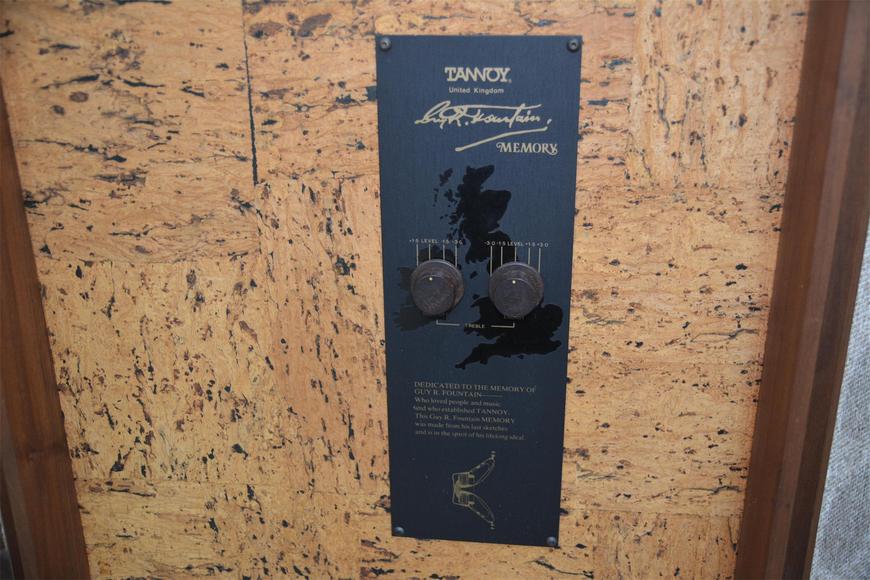 TANNOY
United Kingdom
Guy R. Fountain.
MEMORY
+1·5 LEVEL -1·5 -3·0
-3·0 -1·5 LEVEL +1·5 +3·0
TREBLE
DEDICATED TO THE MEMORY OF
GUY R. FOUNTAIN
Who loved people and music
and who established TANNOY.
This Guy R. Fountain MEMORY
was made from his last sketches
and is in the spirit of his lifelong ideal.